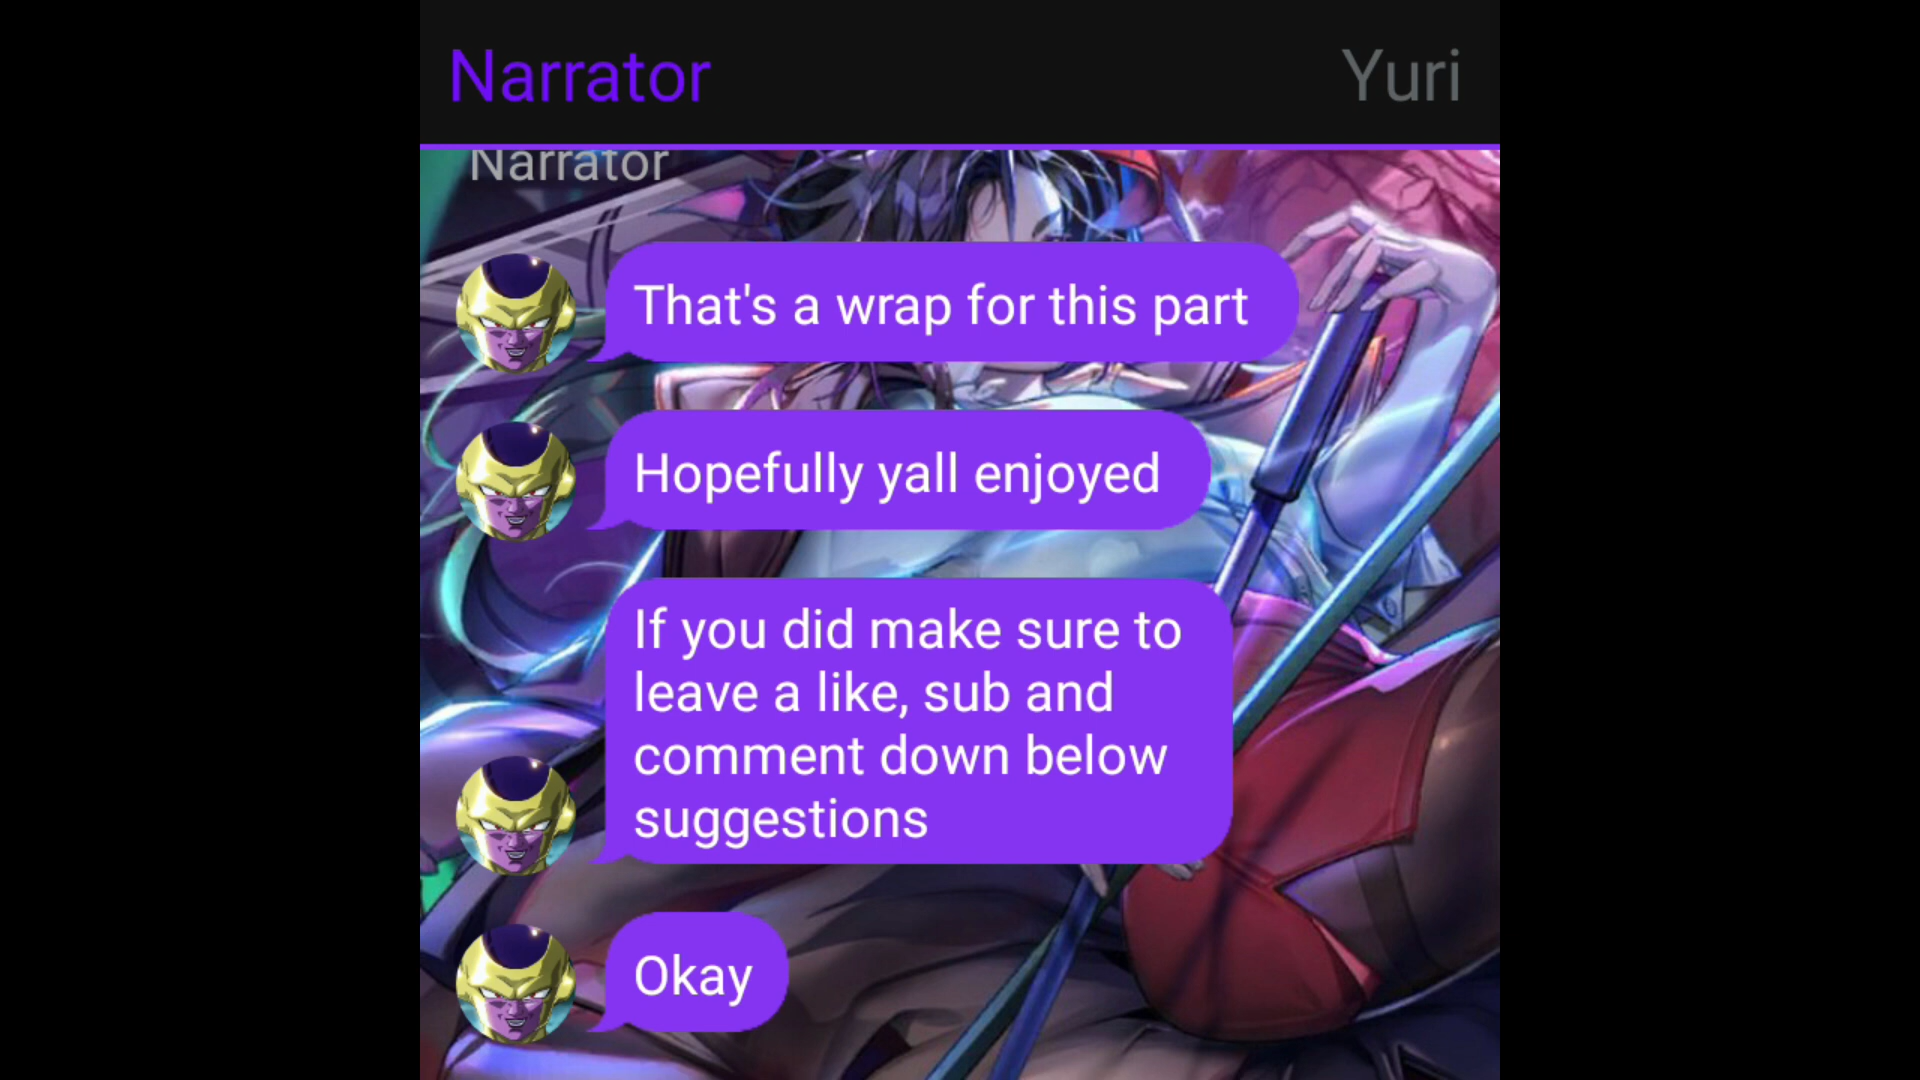 Narrator
Yuri
Narrator
That's a wrap for this part
Hopefully yall enjoyed
If you did make sure to
leave a like, sub and
comment down below
suggestions
Okay